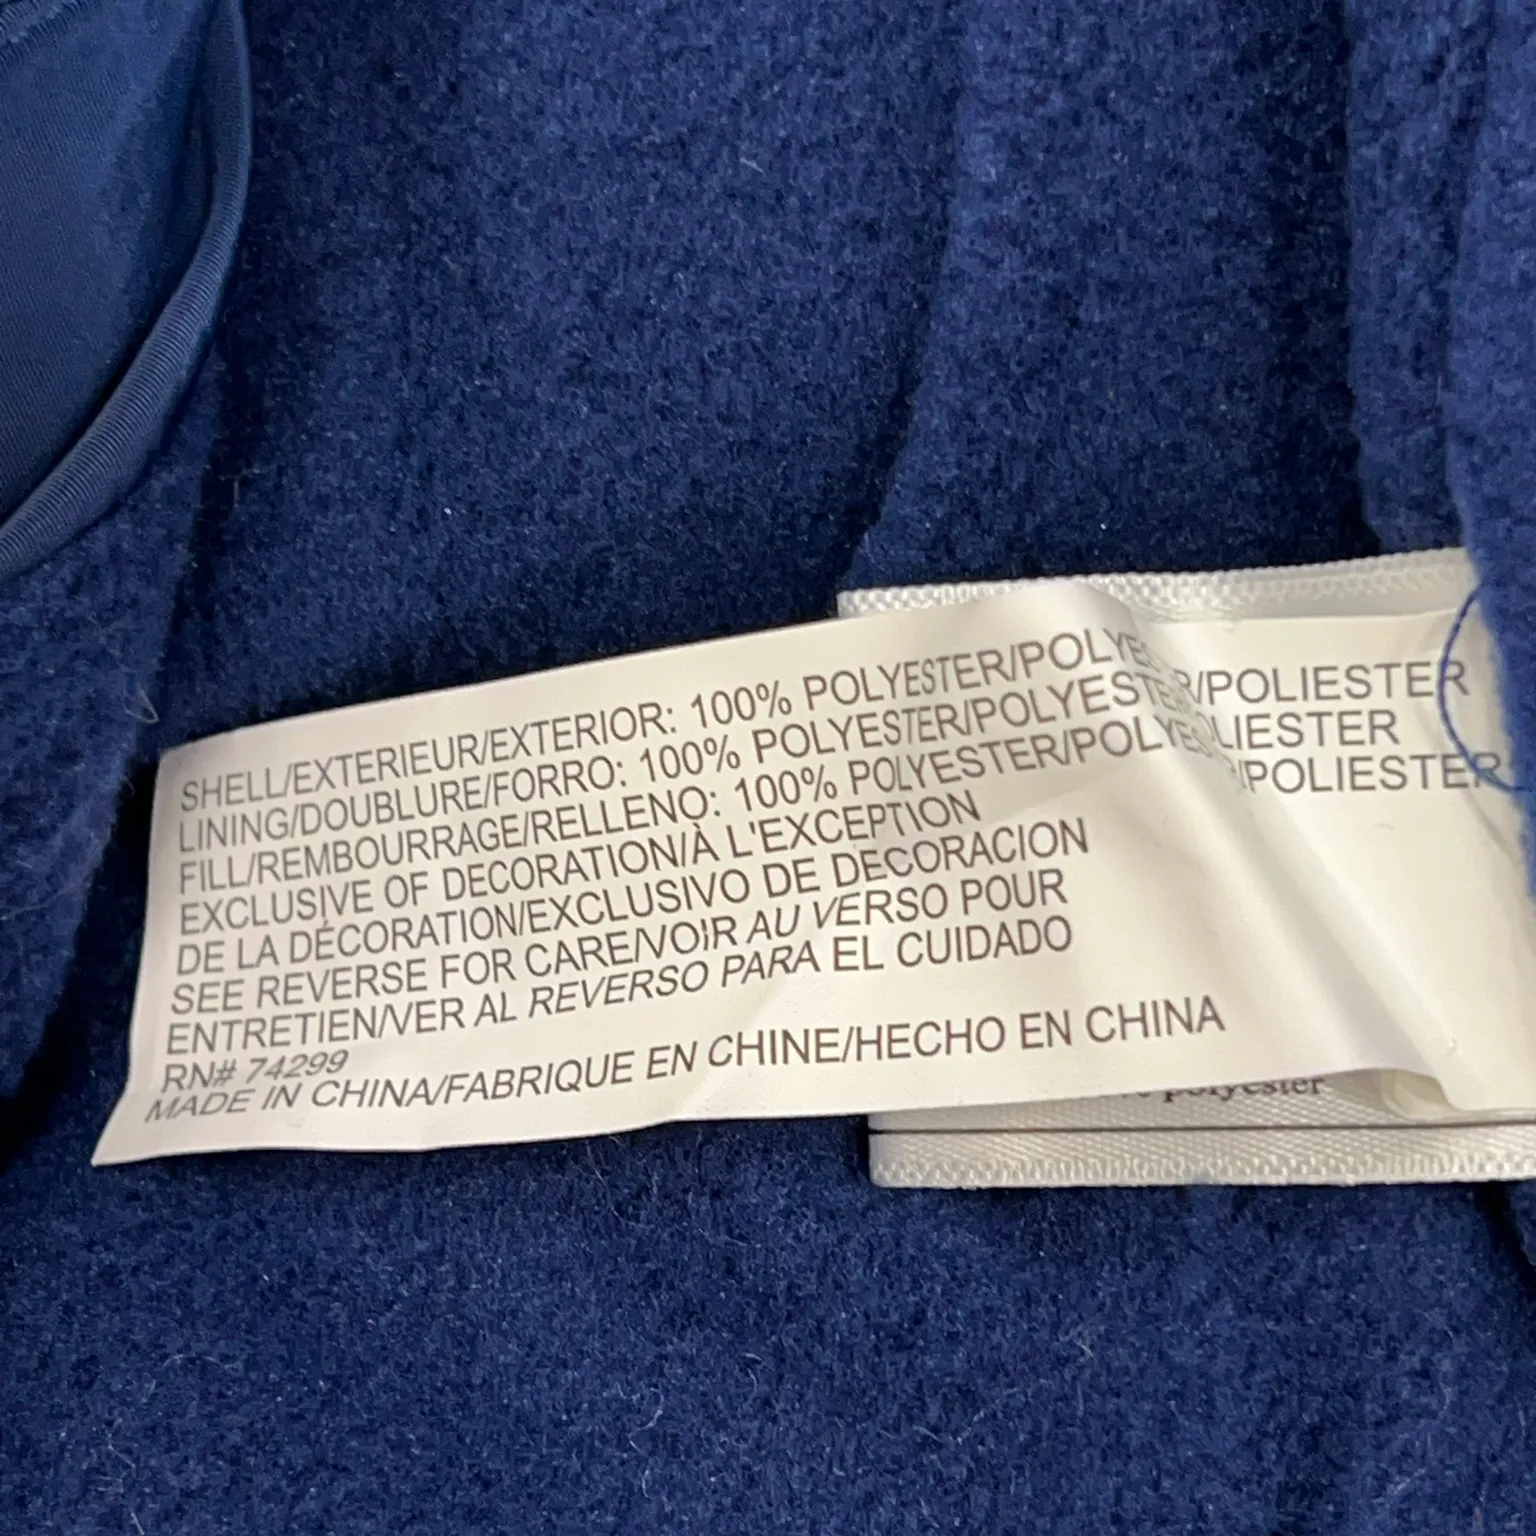 SHELL/EXTERIEUR/EXTERIOR: 100% POLYESTER/POLYESTER/POLIESTER
LINING/DOUBLURE/FORRO: 100% POLYESTER/POLYESTER/POLIESTER
FILL/REMBOURRAGE/RELLENO: 100% POLYESTER/POLYESTER/POLIESTER
EXCLUSIVE OF DECORATION/À L'EXCEPTION
DE LA DÉCORATION/EXCLUSIVO DE DECORACION
SEE REVERSE FOR CARE/VOIR AU VERSO POUR
ENTRETIEN/VER AL REVERSO PARA EL CUIDADO
RN# 74299
MADE IN CHINA/FABRIQUE EN CHINE/HECHO EN CHINA
polyester